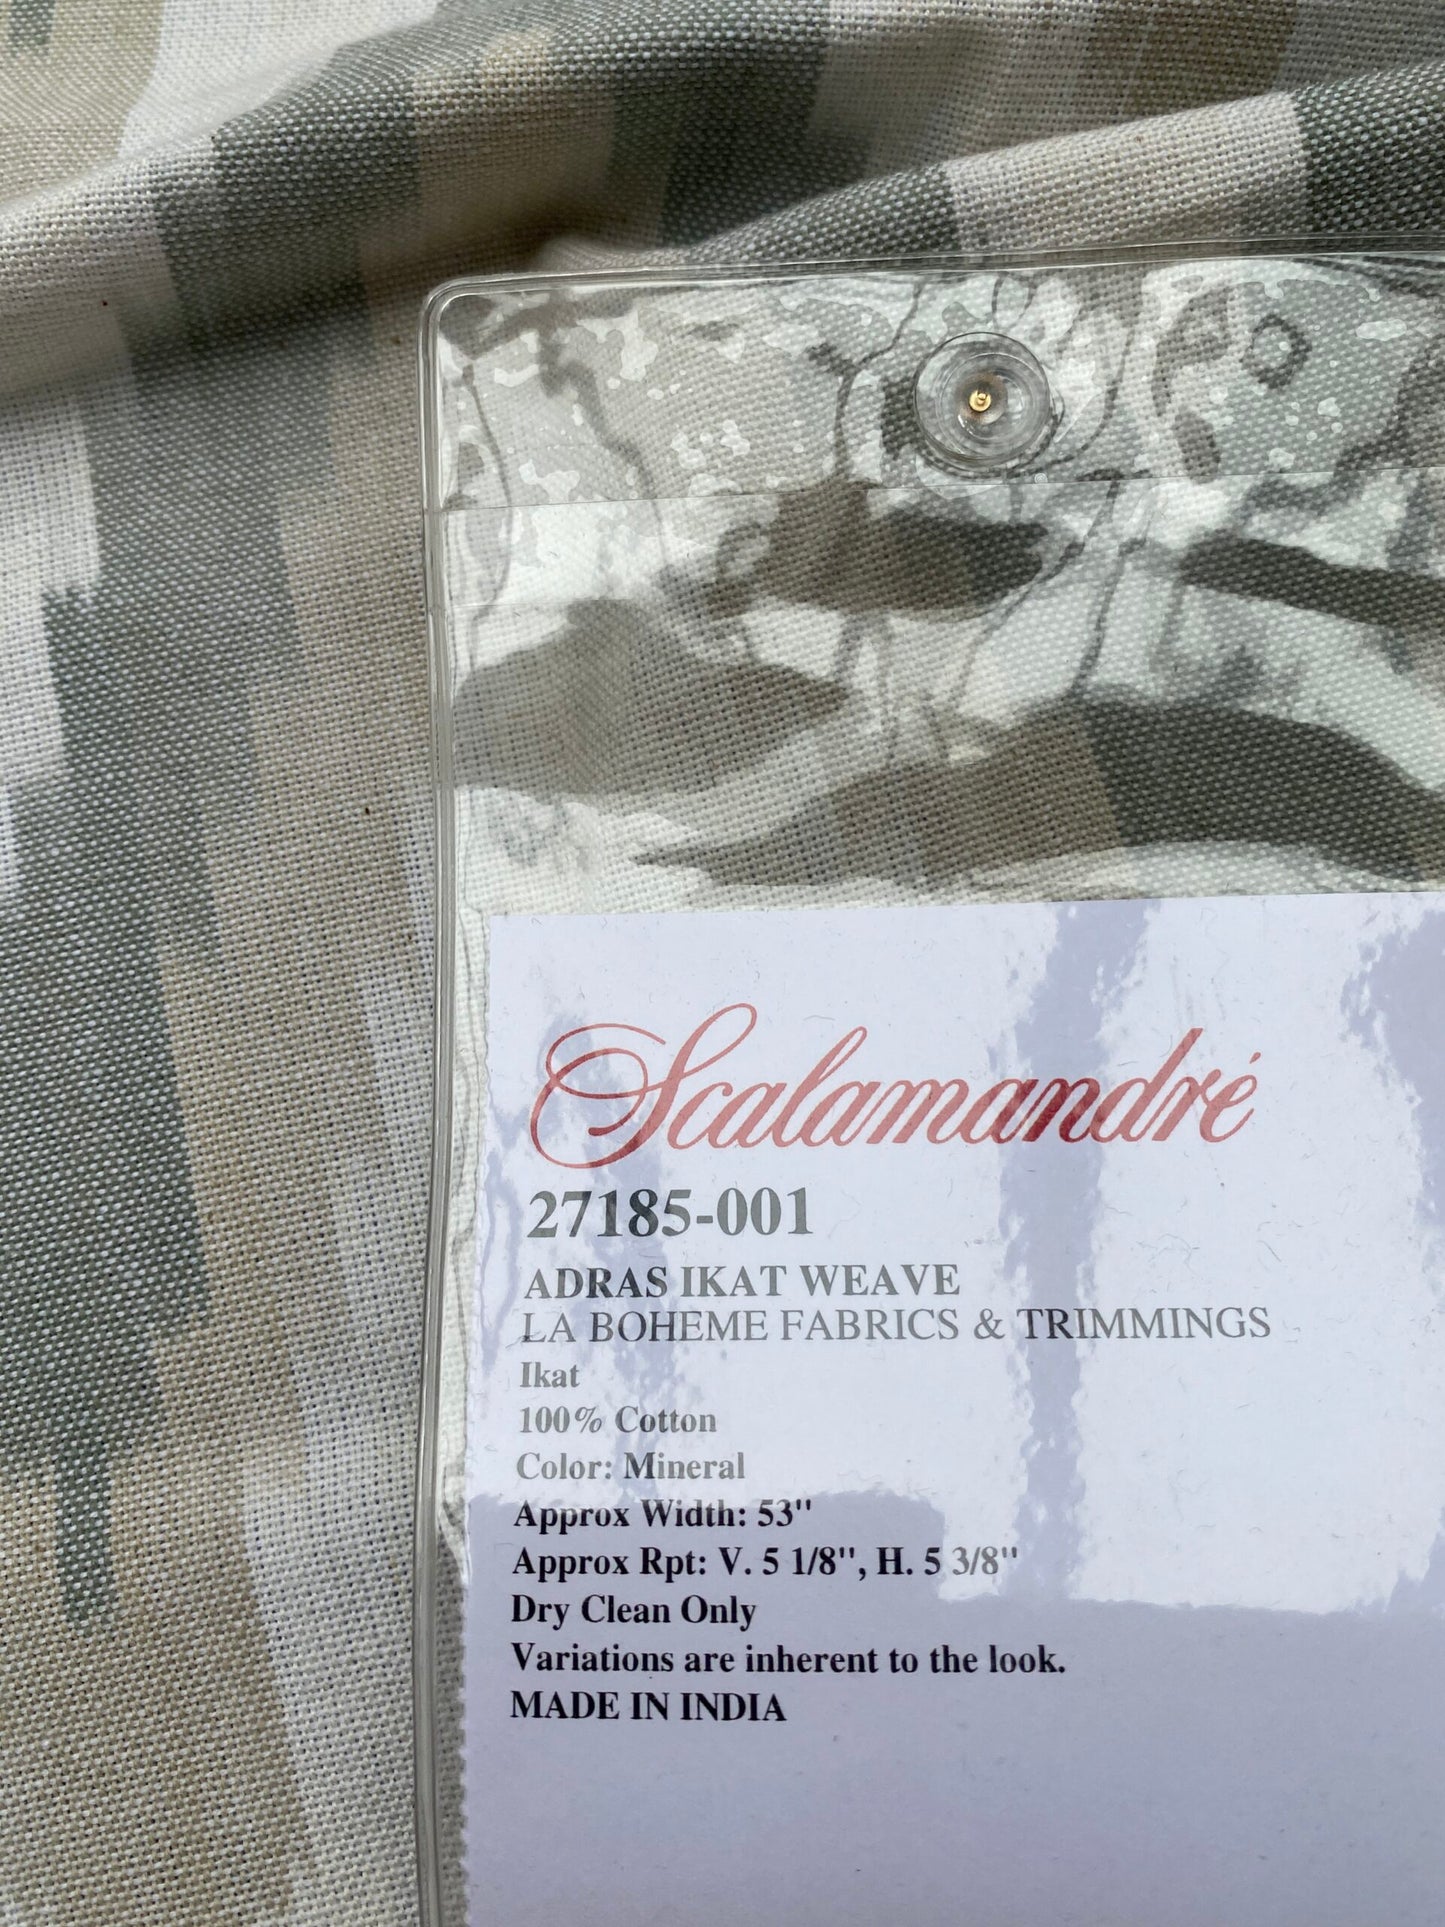 Scalamandré
27185-001
ADRAS IKAT WEAVE
LA BOHEME FABRICS & TRIMMINGS
Ikat
100% Cotton
Color: Mineral
Approx Width: 53"
Approx Rpt: V. 5 1/8", H. 5 3/8"
Dry Clean Only
Variations are inherent to the look.
MADE IN INDIA